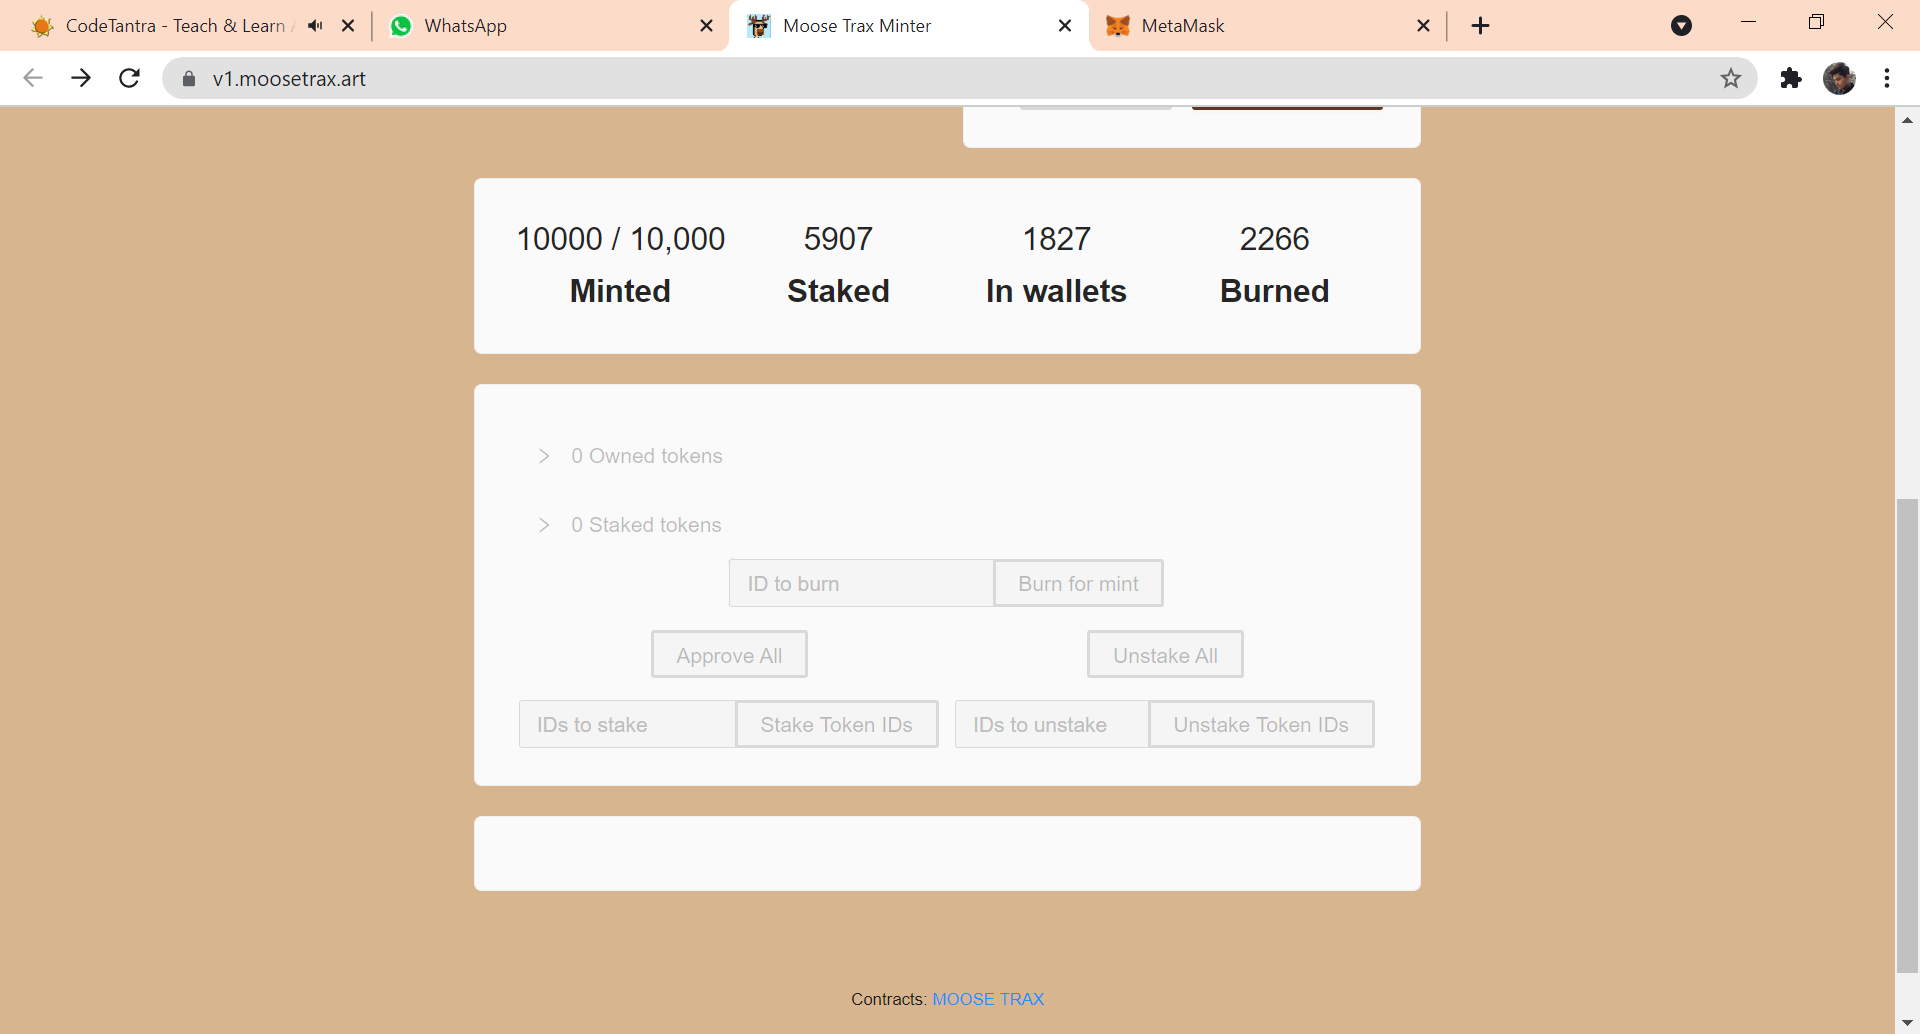 CodeTantra - Teach & Learn
WhatsApp
Moose Trax Minter
MetaMask
v1.moosetrax.art
10000 / 10,000
5907
1827
2266
Minted
Staked
In wallets
Burned
0 Owned tokens
0 Staked tokens
ID to burn
Burn for mint
Approve All
Unstake All
IDs to stake
Stake Token IDs
IDs to unstake
Unstake Token IDs
Contracts: MOOSE TRAX